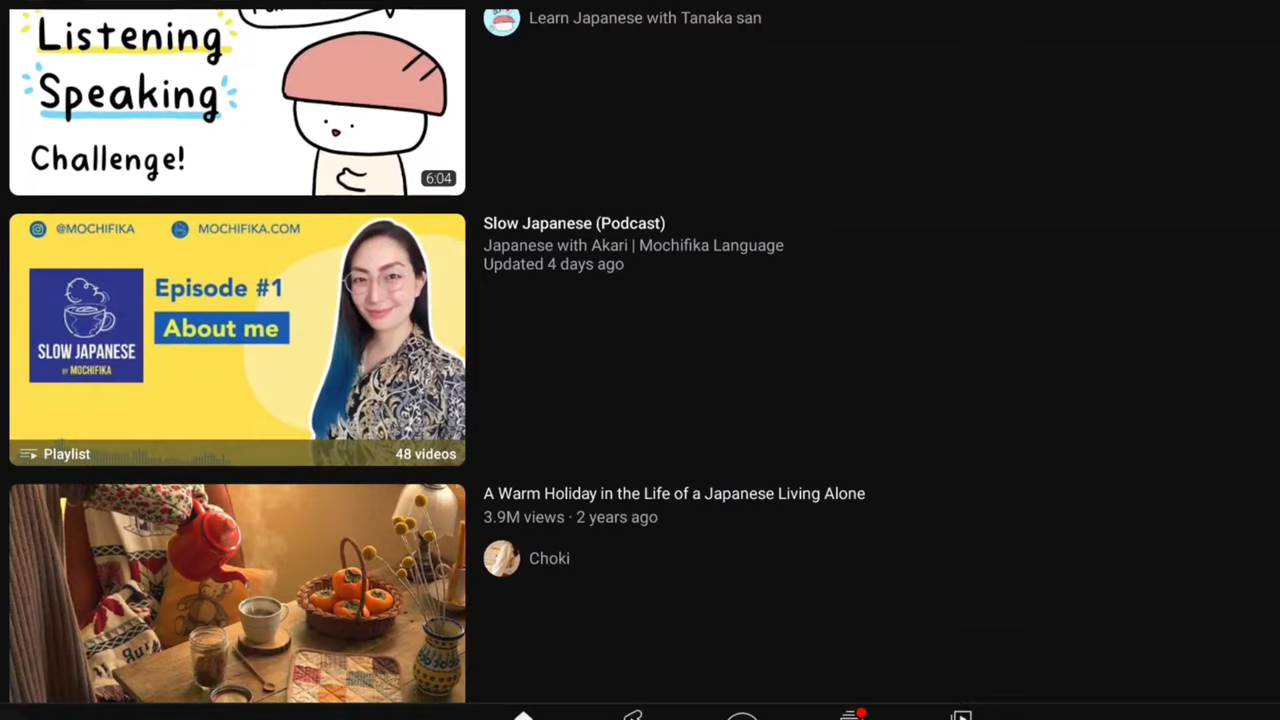 Listening
Speaking
Challenge!
6:04
Learn Japanese with Tanaka san
@MOCHIFIKA
MOCHIFIKA.COM
Episode #1
About me
SLOW JAPANESE
BY MOCHIFIKA
Playlist
48 videos
Slow Japanese (Podcast)
Japanese with Akari | Mochifika Language
Updated 4 days ago
A Warm Holiday in the Life of a Japanese Living Alone
3.9M views · 2 years ago
Choki